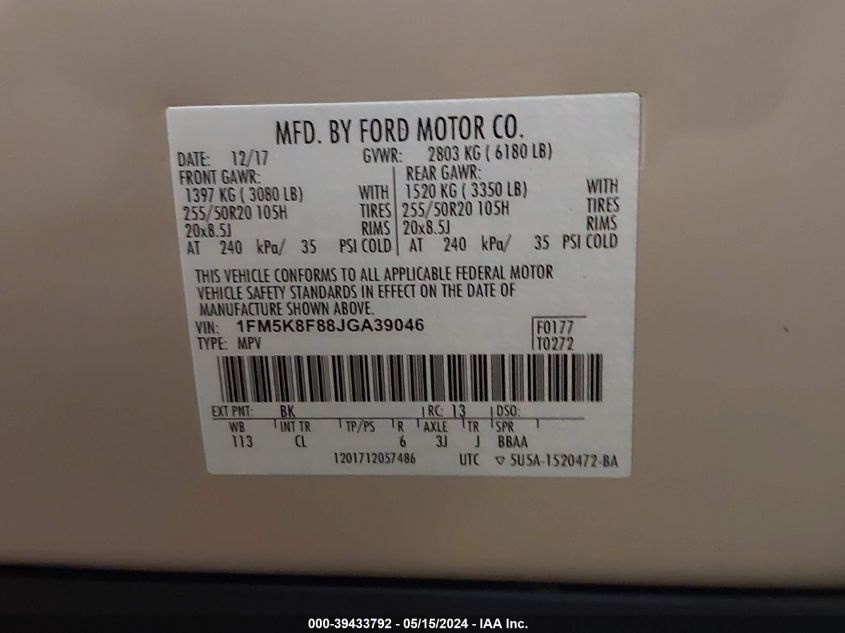 MFD. BY FORD MOTOR CO.
DATE: 12/17 GVWR: 2803 KG ( 6180 LB)
FRONT GAWR: REAR GAWR:
1397 KG ( 3080 LB) WITH 1520 KG ( 3350 LB) WITH
255/50R20 105H TIRES 255/50R20 105H TIRES
20x8.5J RIMS 20x8.5J RIMS
AT 240 kPa/ 35 PSI COLD AT 240 kPa/ 35 PSI COLD
THIS VEHICLE CONFORMS TO ALL APPLICABLE FEDERAL MOTOR
VEHICLE SAFETY STANDARDS IN EFFECT ON THE DATE OF
MANUFACTURE SHOWN ABOVE.
VIN: 1FM5K8F88JGA39046 F0177
TYPE: MPV T0272
EXT PNT: BK RC: 13 DSO:
WB INT TR TP/PS R AXLE TR SPR
113 CL 6 3J J BBAA
1201712057486 UTC ▽ 5U5A-1520472-BA
000-39433792 - 05/15/2024 - IAA Inc.